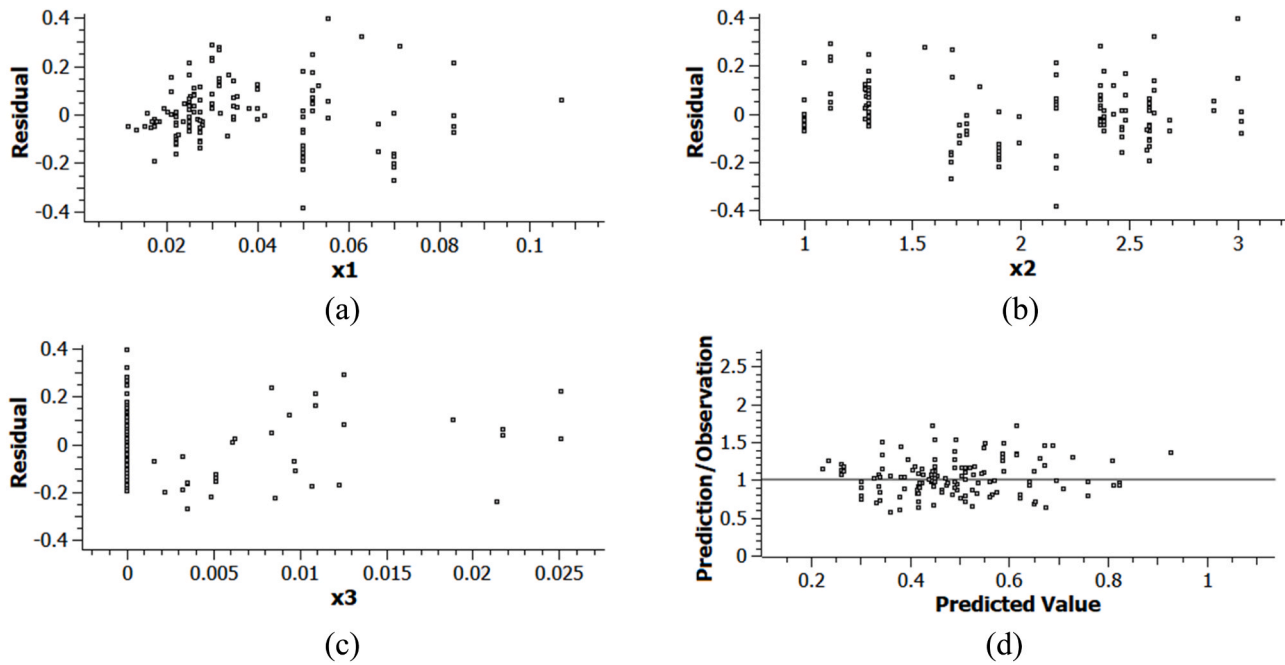 0.4
0.2
0
-0.2
-0.4
Residual
0.02 0.04 0.06 0.08 0.1
x1
(a)
0.4
0.2
0
-0.2
-0.4
Residual
1 1.5 2 2.5 3
x2
(b)
0.4
0.2
0
-0.2
-0.4
Residual
0 0.005 0.01 0.015 0.02 0.025
x3
(c)
2.5
2
1.5
1
0.5
0
Prediction/Observation
0.2 0.4 0.6 0.8 1
Predicted Value
(d)